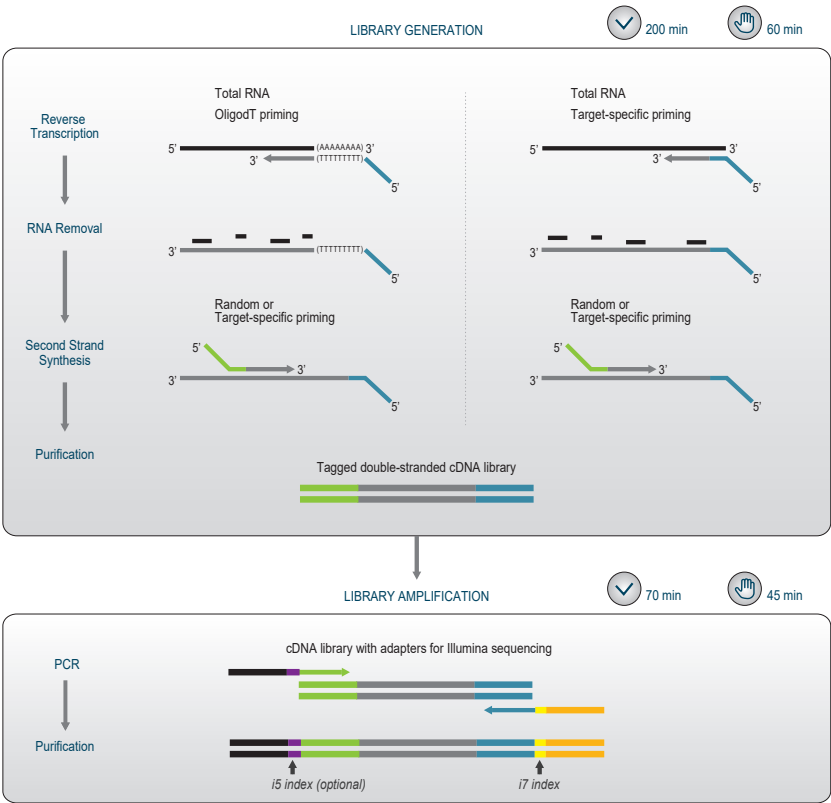 LIBRARY GENERATION
200 min
60 min
Total RNA
OligodT priming
Total RNA
Target-specific priming
Reverse
Transcription
5’ (AAAAAAAA) 3’
3’ (TTTTTTTTT)
5’
5’ 3’
3’
5’
RNA Removal
3’ (TTTTTTTTT)
5’
3’
5’
Random or
Target-specific priming
Random or
Target-specific priming
Second Strand
Synthesis
5’
3’
3’
5’
5’
3’
3’
5’
Purification
Tagged double-stranded cDNA library
LIBRARY AMPLIFICATION
70 min
45 min
cDNA library with adapters for Illumina sequencing
PCR
Purification
i5 index (optional)
i7 index